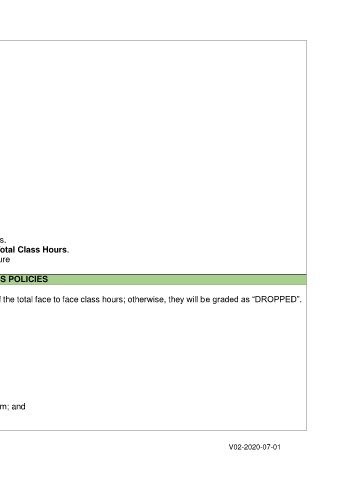 s.
otal Class Hours.
ure
S POLICIES
f the total face to face class hours; otherwise, they will be graded as “DROPPED”.
m; and
V02-2020-07-01